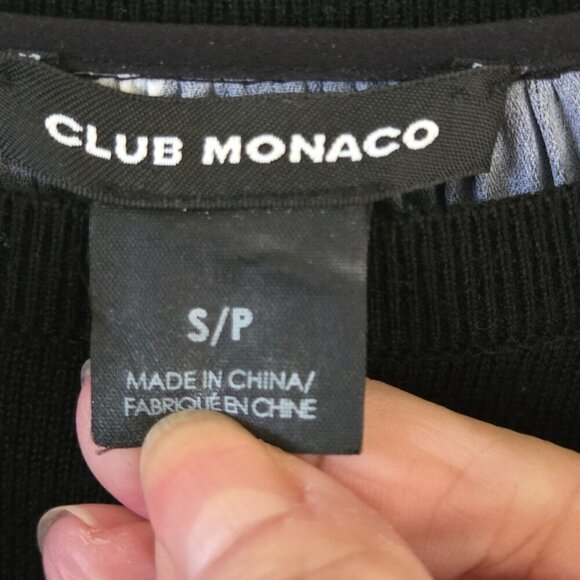 CLUB MONACO
S/P
MADE IN CHINA/
FABRIQUÉ EN CHINE